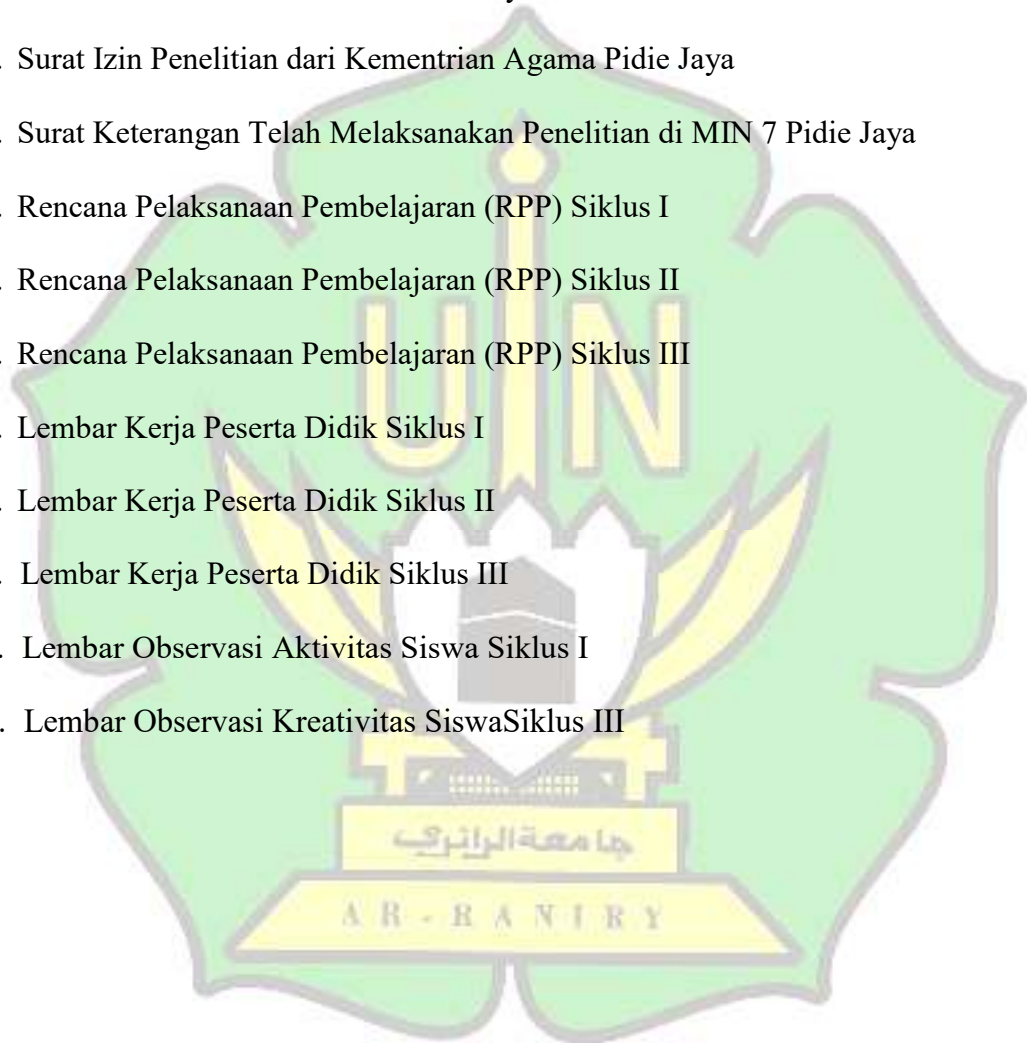 . Surat Izin Penelitian dari Kementrian Agama Pidie Jaya
. Surat Keterangan Telah Melaksanakan Penelitian di MIN 7 Pidie Jaya
. Rencana Pelaksanaan Pembelajaran (RPP) Siklus I
. Rencana Pelaksanaan Pembelajaran (RPP) Siklus II
. Rencana Pelaksanaan Pembelajaran (RPP) Siklus III
. Lembar Kerja Peserta Didik Siklus I
. Lembar Kerja Peserta Didik Siklus II
. Lembar Kerja Peserta Didik Siklus III
. Lembar Observasi Aktivitas Siswa Siklus I
. Lembar Observasi Kreativitas SiswaSiklus III
UIN
جامعة الرانري
AR-RANIRY